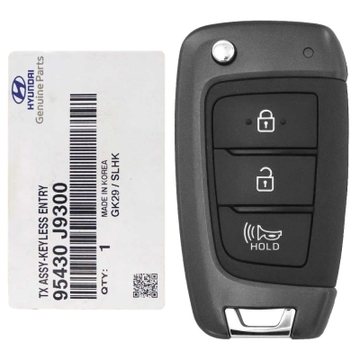 HYUNDAI
Genuine Parts
TX ASSY-KEYLESS ENTRY
95430 J9300
QTY: 1 MADE IN KOREA
GK29 / SLHK
HOLD